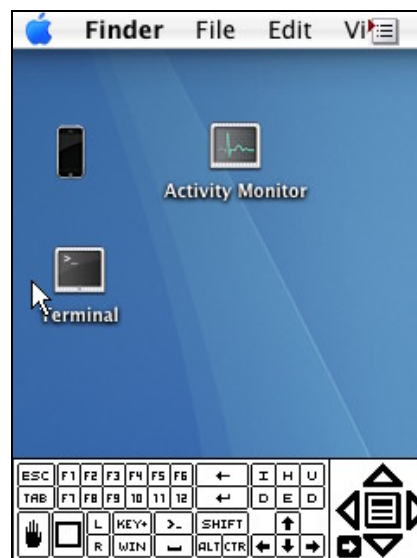 Finder File Edit Vi
Activity Monitor
Terminal
ESC F1 F2 F3 F4 F5 F6 ← I H U
TAB F7 F8 F9 10 11 12 ↵ D E D
L KEY+ >_ SHIFT ↑
R WIN ALT CTR ← ↓ →